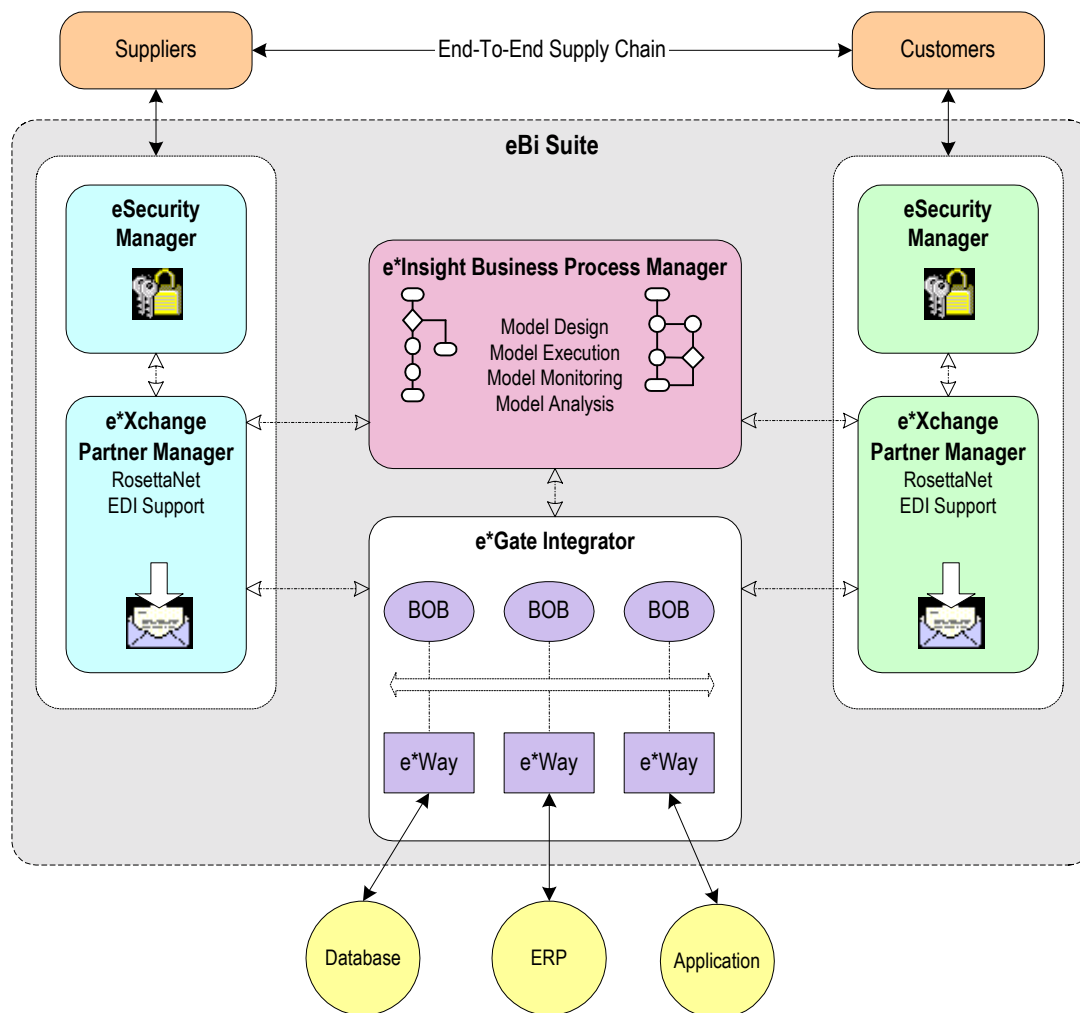 Suppliers
End-To-End Supply Chain
Customers
eBi Suite
eSecurity
Manager
e*Xchange
Partner Manager
RosettaNet
EDI Support
e*Insight Business Process Manager
Model Design
Model Execution
Model Monitoring
Model Analysis
eSecurity
Manager
e*Xchange
Partner Manager
RosettaNet
EDI Support
e*Gate Integrator
BOB
BOB
BOB
e*Way
e*Way
e*Way
Database
ERP
Application